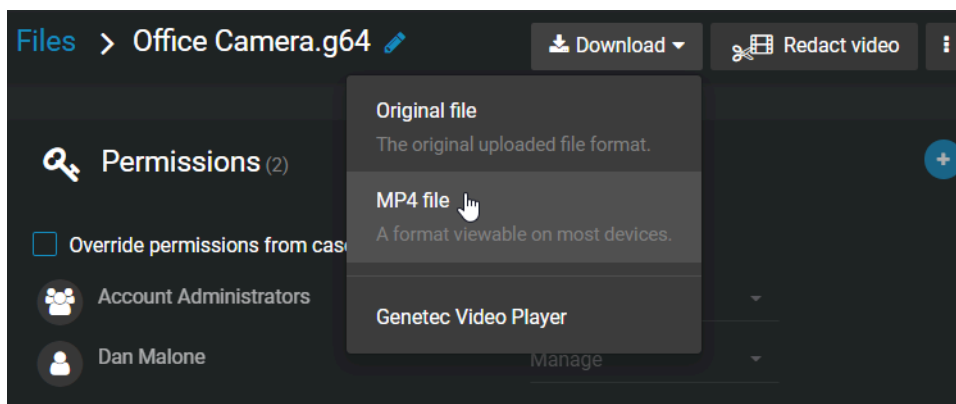 Files > Office Camera.g64
Download
Redact video
Original file
The original uploaded file format.
Permissions (2)
MP4 file
A format viewable on most devices.
Override permissions from cas
Account Administrators
Genetec Video Player
Dan Malone
Manage